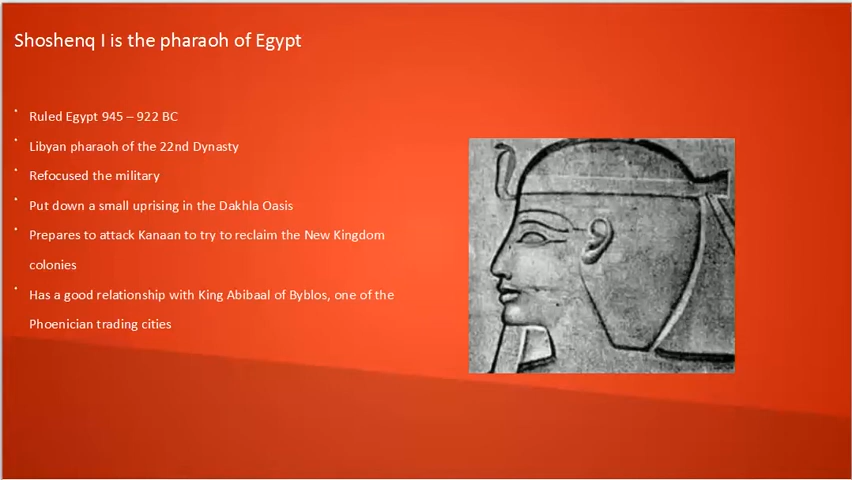 Shoshenq I is the pharaoh of Egypt
• Ruled Egypt 945 – 922 BC
• Libyan pharaoh of the 22nd Dynasty
• Refocused the military
• Put down a small uprising in the Dakhla Oasis
• Prepares to attack Kanaan to try to reclaim the New Kingdom
colonies
• Has a good relationship with King Abibaal of Byblos, one of the
Phoenician trading cities